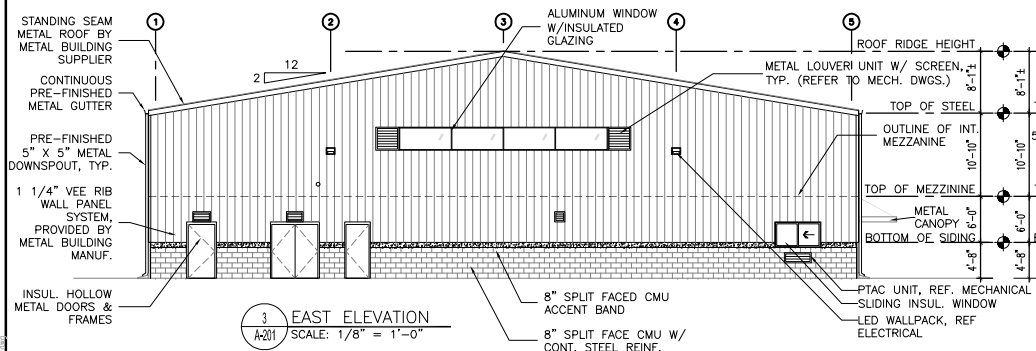 1
2
3
4
5
STANDING SEAM
METAL ROOF BY
METAL BUILDING
SUPPLIER
CONTINUOUS
PRE-FINISHED
METAL GUTTER
PRE-FINISHED
5" X 5" METAL
DOWNSPOUT, TYP.
1 1/4" VEE RIB
WALL PANEL
SYSTEM,
PROVIDED BY
METAL BUILDING
MANUF.
INSUL. HOLLOW
METAL DOORS &
FRAMES
12
2
ALUMINUM WINDOW
W/INSULATED
GLAZING
ROOF RIDGE HEIGHT
METAL LOUVER UNIT W/ SCREEN,
TYP. (REFER TO MECH. DWGS.)
TOP OF STEEL
OUTLINE OF INT.
MEZZANINE
TOP OF MEZZININE
METAL
CANOPY
BOTTOM OF SIDING
8'-1"±
8'-1"±
10'-10"
10'-10"
6'-0"
4'-8"
4'-8"
PTAC UNIT, REF. MECHANICAL
SLIDING INSUL. WINDOW
LED WALLPACK, REF
ELECTRICAL
8" SPLIT FACED CMU
ACCENT BAND
8" SPLIT FACE CMU W/
CONT. STEEL REINF.
3
A-201
EAST ELEVATION
SCALE: 1/8" = 1'-0"